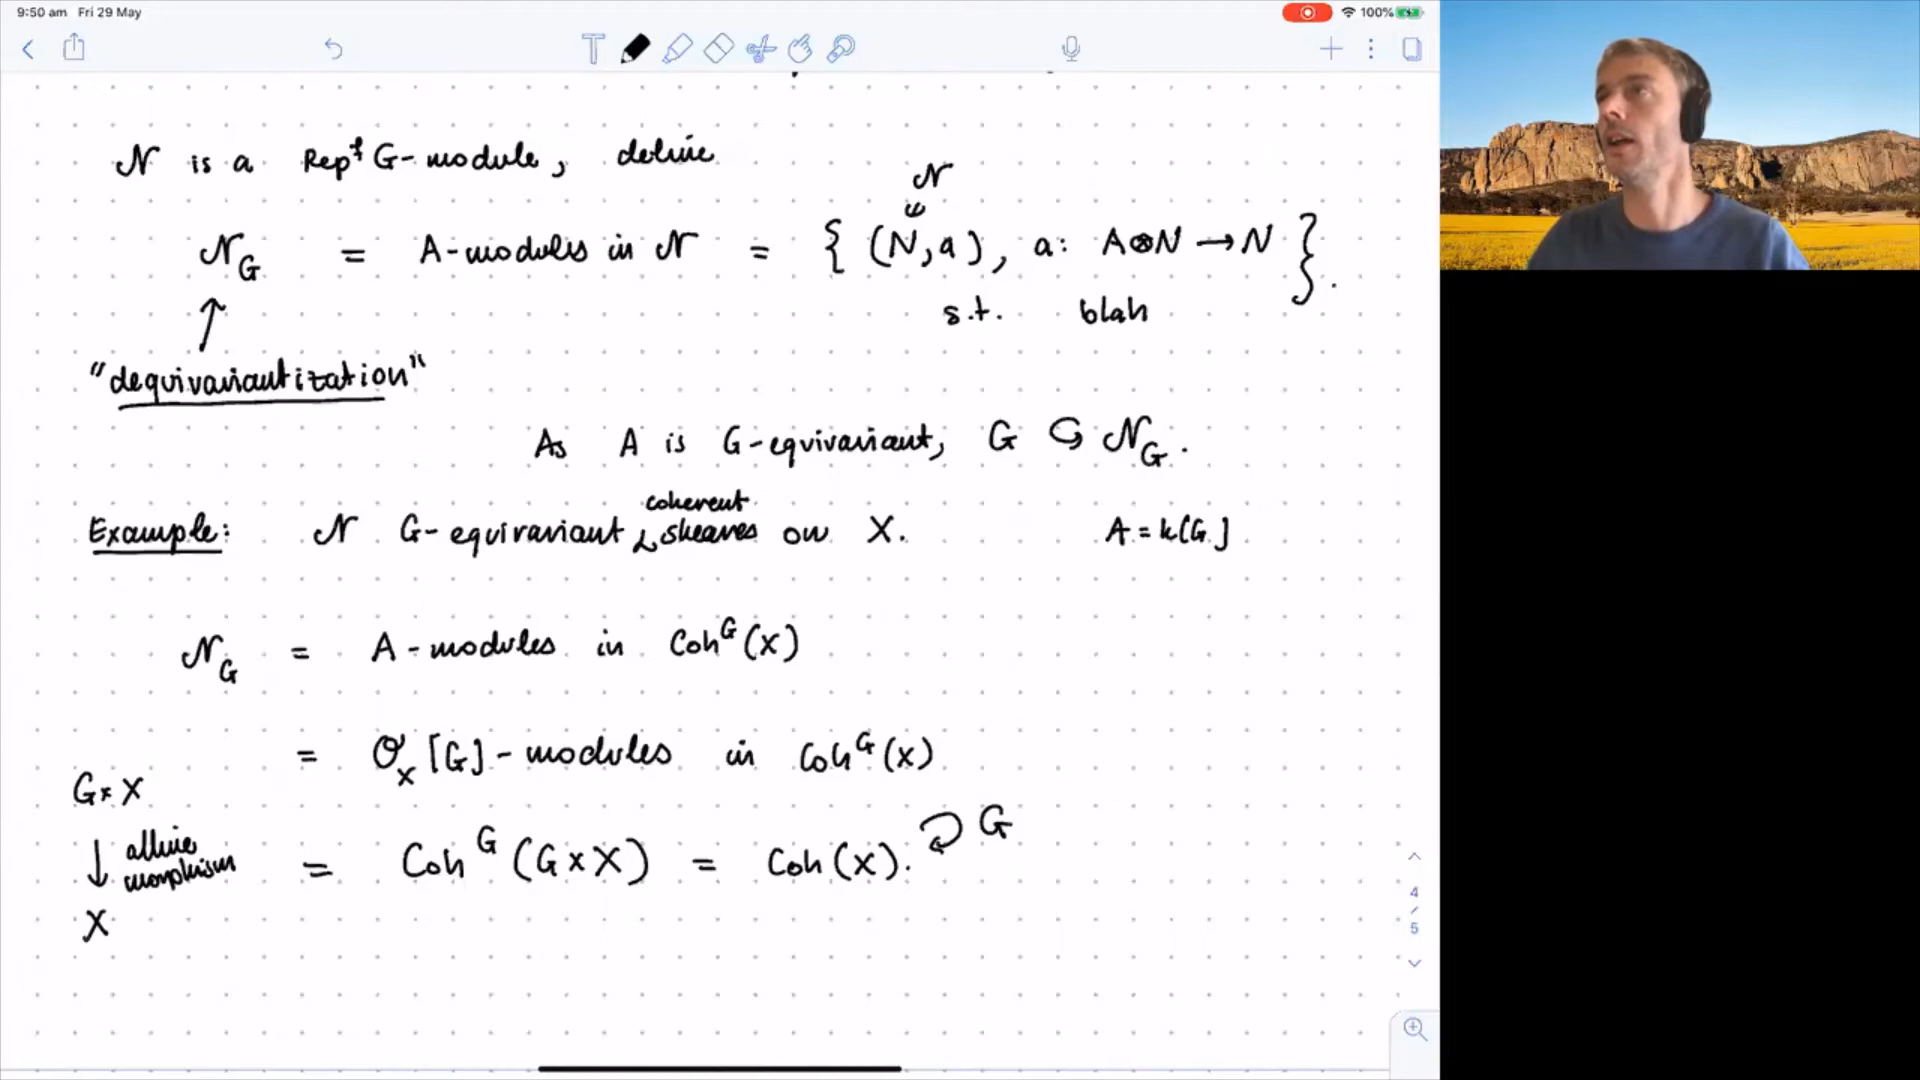 9:50 am Fri 29 May 100%
𝒩 is a Repᶠ G-module, define
𝒩
𝒩_G = A-modules in 𝒩 = { (N,a), a: A⊗N → N }.
s.t. blah
"dequivariantization"
As A is G-equivariant, G ↺ 𝒩_G.
coherent
Example: 𝒩 G-equivariant sheaves on X. A = k[G]
𝒩_G = A-modules in Coh^G(X)
= 𝒪_X[G]-modules in Coh^G(X)
G×X
↓ affine morphism
X
= Coh^G(G×X) = Coh(X). ↺ G
4
/
5